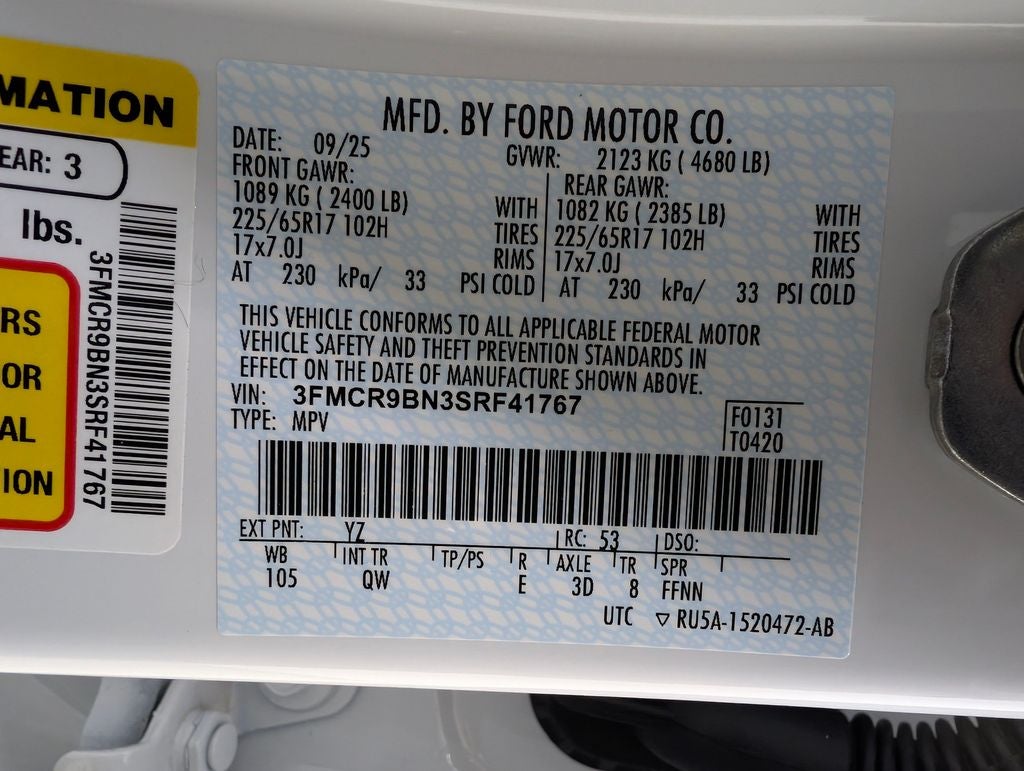 MATION
EAR: 3
lbs.
RS
OR
AL
ION
3FMCR9BN3SRF41767
MFD. BY FORD MOTOR CO.
DATE: 09/25 GVWR: 2123 KG ( 4680 LB)
FRONT GAWR: REAR GAWR:
1089 KG ( 2400 LB) WITH 1082 KG ( 2385 LB) WITH
225/65R17 102H TIRES 225/65R17 102H TIRES
17x7.0J RIMS 17x7.0J RIMS
AT 230 kPa/ 33 PSI COLD AT 230 kPa/ 33 PSI COLD
THIS VEHICLE CONFORMS TO ALL APPLICABLE FEDERAL MOTOR
VEHICLE SAFETY AND THEFT PREVENTION STANDARDS IN
EFFECT ON THE DATE OF MANUFACTURE SHOWN ABOVE.
VIN: 3FMCR9BN3SRF41767
TYPE: MPV
F0131
T0420
EXT PNT: YZ RC: 53 DSO:
WB INT TR TP/PS R AXLE TR SPR
105 QW E 3D 8 FFNN
UTC ▽ RU5A-1520472-AB